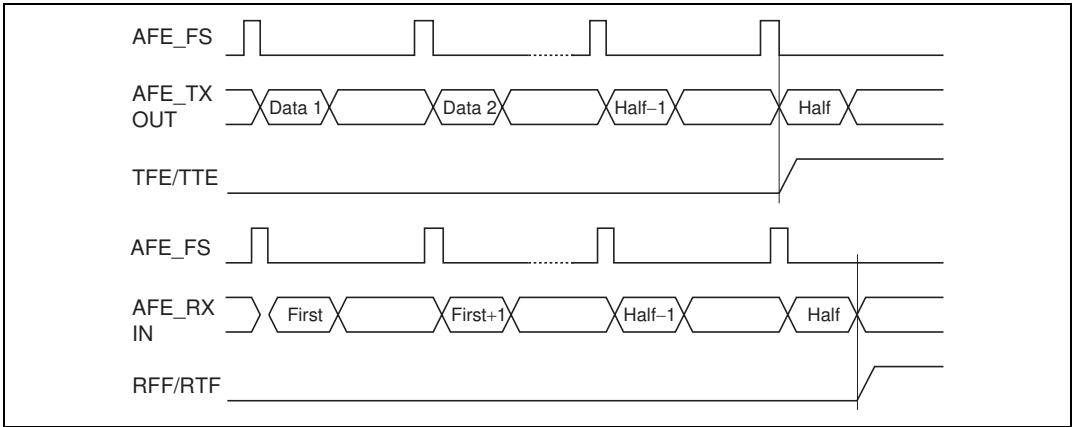 AFE_FS
AFE_TX
OUT
Data 1
Data 2
Half−1
Half
TFE/TTE
AFE_FS
AFE_RX
IN
First
First+1
Half−1
Half
RFF/RTF